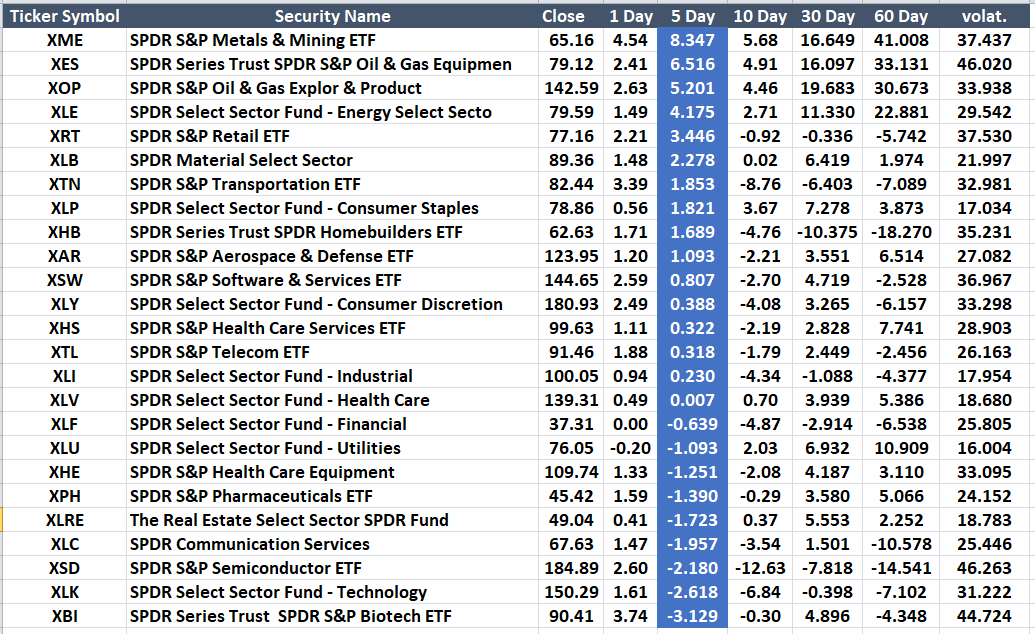 Ticker Symbol Security Name Close 1 Day 5 Day 10 Day 30 Day 60 Day volat.
XME SPDR S&P Metals & Mining ETF 65.16 4.54 8.347 5.68 16.649 41.008 37.437
XES SPDR Series Trust SPDR S&P Oil & Gas Equipmen 79.12 2.41 6.516 4.91 16.097 33.131 46.020
XOP SPDR S&P Oil & Gas Explor & Product 142.59 2.63 5.201 4.46 19.683 30.673 33.938
XLE SPDR Select Sector Fund - Energy Select Secto 79.59 1.49 4.175 2.71 11.330 22.881 29.542
XRT SPDR S&P Retail ETF 77.16 2.21 3.446 -0.92 -0.336 -5.742 37.530
XLB SPDR Material Select Sector 89.36 1.48 2.278 0.02 6.419 1.974 21.997
XTN SPDR S&P Transportation ETF 82.44 3.39 1.853 -8.76 -6.403 -7.089 32.981
XLP SPDR Select Sector Fund - Consumer Staples 78.86 0.56 1.821 3.67 7.278 3.873 17.034
XHB SPDR Series Trust SPDR Homebuilders ETF 62.63 1.71 1.689 -4.76 -10.375 -18.270 35.231
XAR SPDR S&P Aerospace & Defense ETF 123.95 1.20 1.093 -2.21 3.551 6.514 27.082
XSW SPDR S&P Software & Services ETF 144.65 2.59 0.807 -2.70 4.719 -2.528 36.967
XLY SPDR Select Sector Fund - Consumer Discretion 180.93 2.49 0.388 -4.08 3.265 -6.157 33.298
XHS SPDR S&P Health Care Services ETF 99.63 1.11 0.322 -2.19 2.828 7.741 28.903
XTL SPDR S&P Telecom ETF 91.46 1.88 0.318 -1.79 2.449 -2.456 26.163
XLI SPDR Select Sector Fund - Industrial 100.05 0.94 0.230 -4.34 -1.088 -4.377 17.954
XLV SPDR Select Sector Fund - Health Care 139.31 0.49 0.007 0.70 3.939 5.386 18.680
XLF SPDR Select Sector Fund - Financial 37.31 0.00 -0.639 -4.87 -2.914 -6.538 25.805
XLU SPDR Select Sector Fund - Utilities 76.05 -0.20 -1.093 2.03 6.932 10.909 16.004
XHE SPDR S&P Health Care Equipment 109.74 1.33 -1.251 -2.08 4.187 3.110 33.095
XPH SPDR S&P Pharmaceuticals ETF 45.42 1.59 -1.390 -0.29 3.580 5.066 24.152
XLRE The Real Estate Select Sector SPDR Fund 49.04 0.41 -1.723 0.37 5.553 2.252 18.783
XLC SPDR Communication Services 67.63 1.47 -1.957 -3.54 1.501 -10.578 25.446
XSD SPDR S&P Semiconductor ETF 184.89 2.60 -2.180 -12.63 -7.818 -14.541 46.263
XLK SPDR Select Sector Fund - Technology 150.29 1.61 -2.618 -6.84 -0.398 -7.102 31.222
XBI SPDR Series Trust SPDR S&P Biotech ETF 90.41 3.74 -3.129 -0.30 4.896 -4.348 44.724